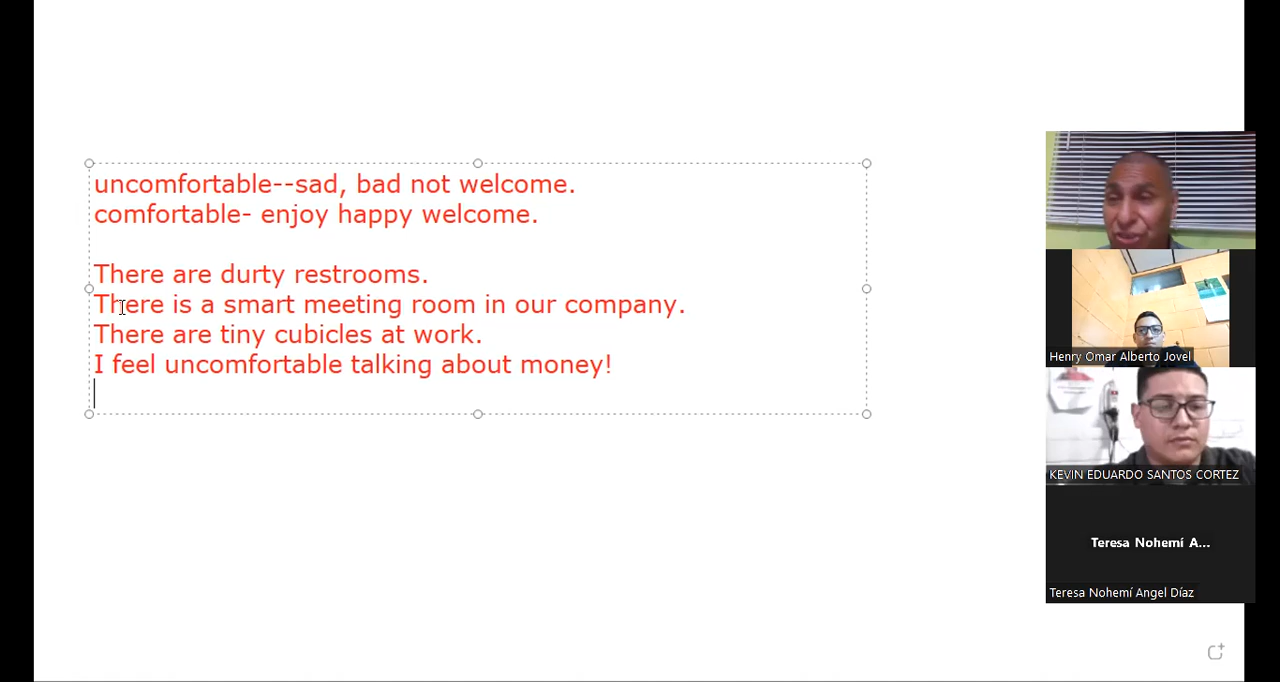 uncomfortable--sad, bad not welcome.
comfortable- enjoy happy welcome.
There are durty restrooms.
There is a smart meeting room in our company.
There are tiny cubicles at work.
I feel uncomfortable talking about money!
Henry Omar Alberto Jovel
KEVIN EDUARDO SANTOS CORTEZ
Teresa Nohemí A...
Teresa Nohemí Angel Díaz